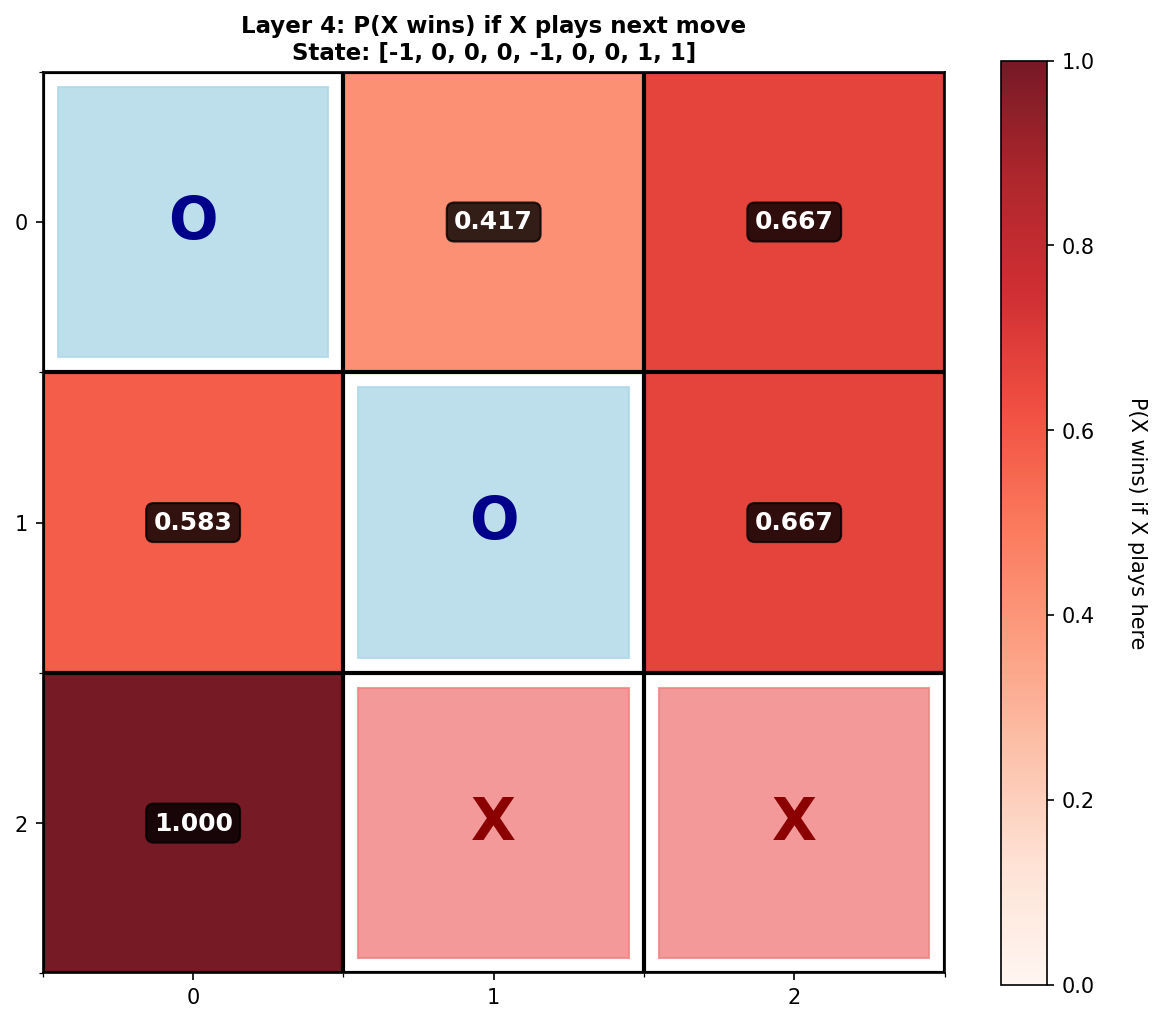 Layer 4: P(X wins) if X plays next move
State: [-1, 0, 0, 0, -1, 0, 0, 1, 1]
O
0.417
0.667
0.583
O
0.667
1.000
X
X
0
1
2
0
1
2
1.0
0.8
0.6
0.4
0.2
0.0
P(X wins) if X plays here